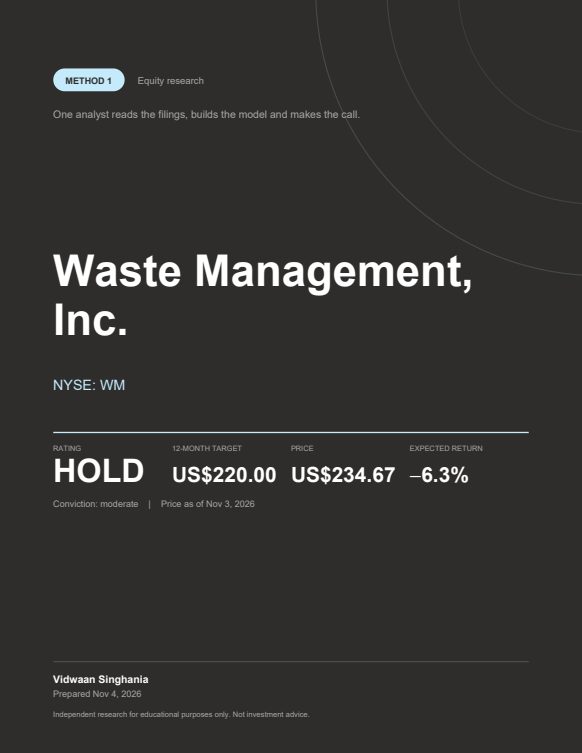 METHOD 1 Equity research
One analyst reads the filings, builds the model and makes the call.
Waste Management,
Inc.
NYSE: WM
RATING 12-MONTH TARGET PRICE EXPECTED RETURN
HOLD US$220.00 US$234.67 –6.3%
Conviction: moderate | Price as of Nov 3, 2026
Vidwaan Singhania
Prepared Nov 4, 2026
Independent research for educational purposes only. Not investment advice.